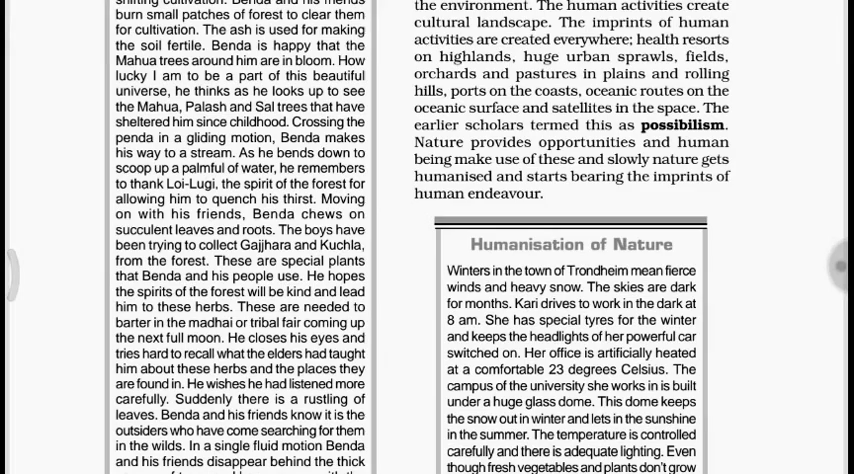 shifting cultivation. Benda and his friends
burn small patches of forest to clear them
for cultivation. The ash is used for making
the soil fertile. Benda is happy that the
Mahua trees around him are in bloom. How
lucky I am to be a part of this beautiful
universe, he thinks as he looks up to see
the Mahua, Palash and Sal trees that have
sheltered him since childhood. Crossing the
penda in a gliding motion, Benda makes
his way to a stream. As he bends down to
scoop up a palmful of water, he remembers
to thank Loi-Lugi, the spirit of the forest for
allowing him to quench his thirst. Moving
on with his friends, Benda chews on
succulent leaves and roots. The boys have
been trying to collect Gajjhara and Kuchla,
from the forest. These are special plants
that Benda and his people use. He hopes
the spirits of the forest will be kind and lead
him to these herbs. These are needed to
barter in the madhai or tribal fair coming up
the next full moon. He closes his eyes and
tries hard to recall what the elders had taught
him about these herbs and the places they
are found in. He wishes he had listened more
carefully. Suddenly there is a rustling of
leaves. Benda and his friends know it is the
outsiders who have come searching for them
in the wilds. In a single fluid motion Benda
and his friends disappear behind the thick
the environment. The human activities create
cultural landscape. The imprints of human
activities are created everywhere; health resorts
on highlands, huge urban sprawls, fields,
orchards and pastures in plains and rolling
hills, ports on the coasts, oceanic routes on the
oceanic surface and satellites in the space. The
earlier scholars termed this as possibilism.
Nature provides opportunities and human
being make use of these and slowly nature gets
humanised and starts bearing the imprints of
human endeavour.
Humanisation of Nature
Winters in the town of Trondheim mean fierce
winds and heavy snow. The skies are dark
for months. Kari drives to work in the dark at
8 am. She has special tyres for the winter
and keeps the headlights of her powerful car
switched on. Her office is artificially heated
at a comfortable 23 degrees Celsius. The
campus of the university she works in is built
under a huge glass dome. This dome keeps
the snow out in winter and lets in the sunshine
in the summer. The temperature is controlled
carefully and there is adequate lighting. Even
though fresh vegetables and plants don't grow